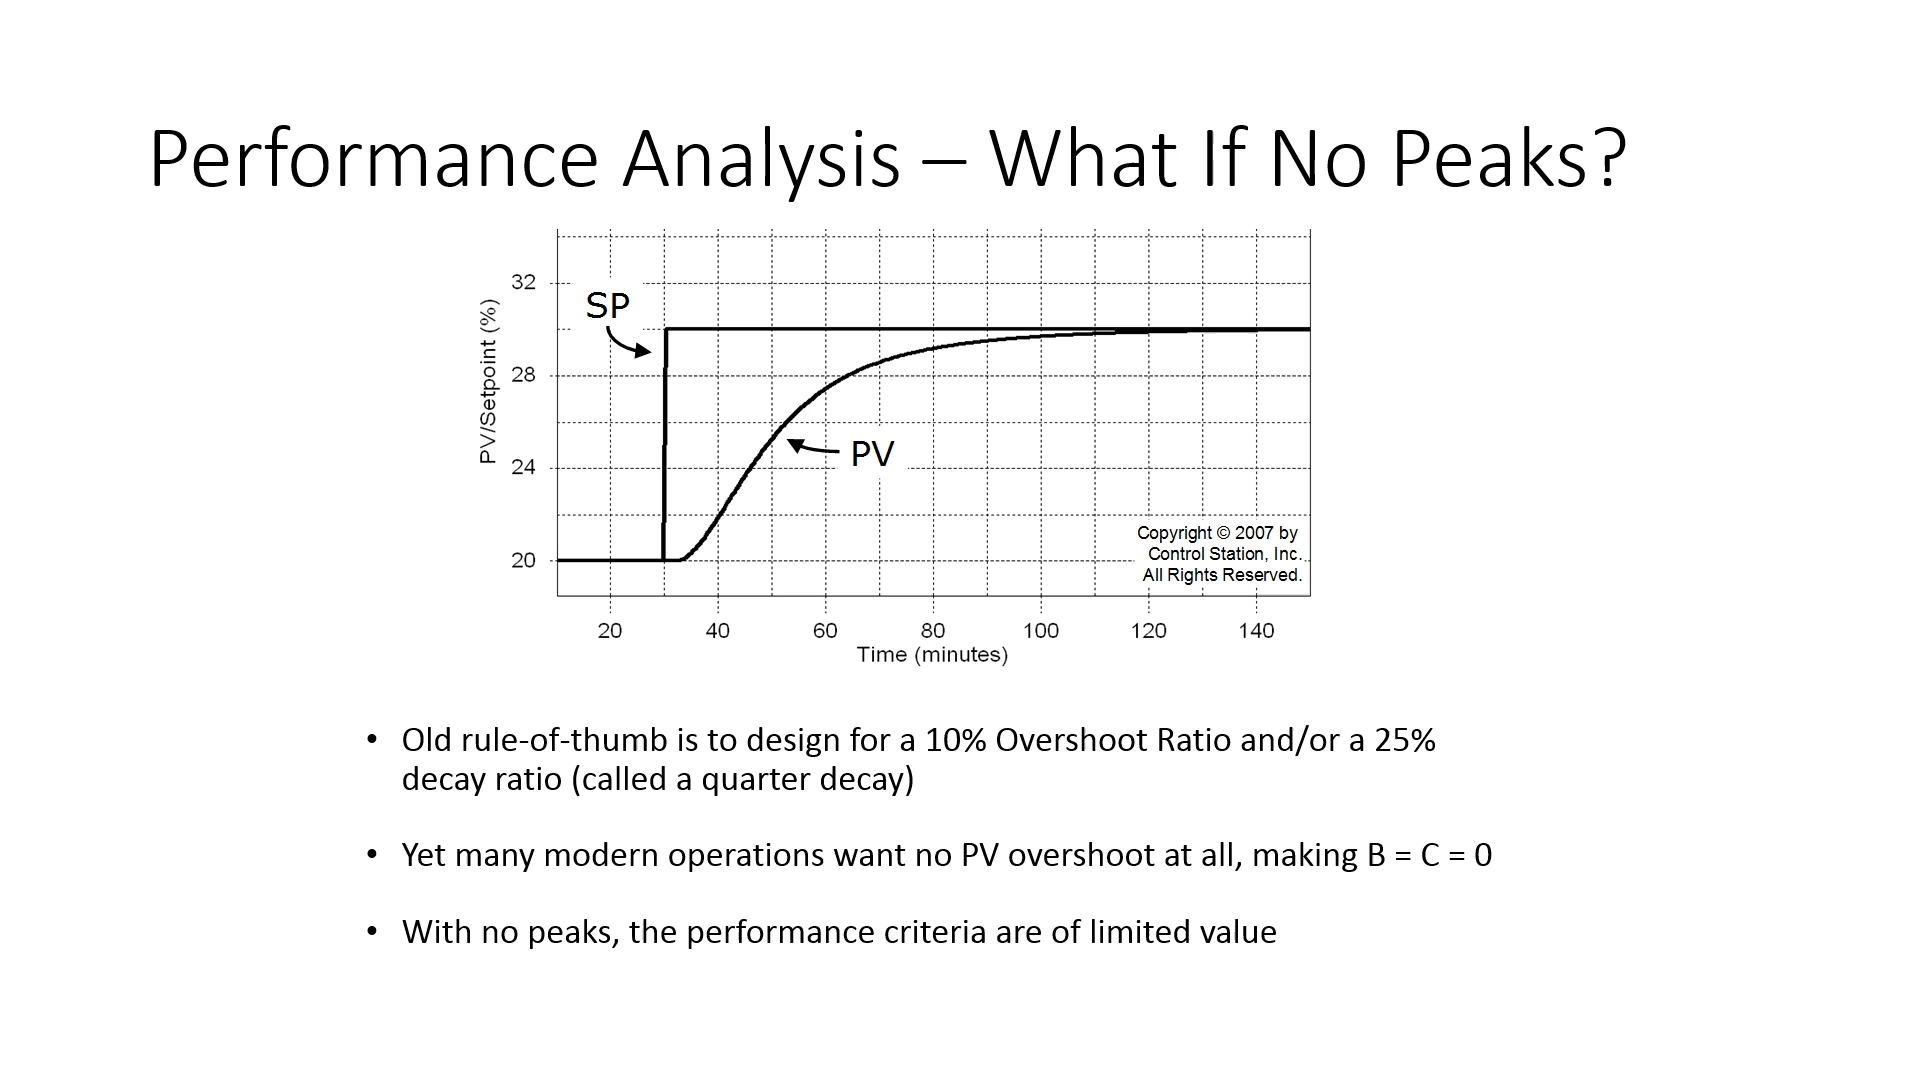 Performance Analysis – What If No Peaks?
32
SP
28
PV
24
20
PV/Setpoint (%)
Copyright © 2007 by
Control Station, Inc.
All Rights Reserved.
20 40 60 80 100 120 140
Time (minutes)
• Old rule-of-thumb is to design for a 10% Overshoot Ratio and/or a 25%
decay ratio (called a quarter decay)
• Yet many modern operations want no PV overshoot at all, making B = C = 0
• With no peaks, the performance criteria are of limited value